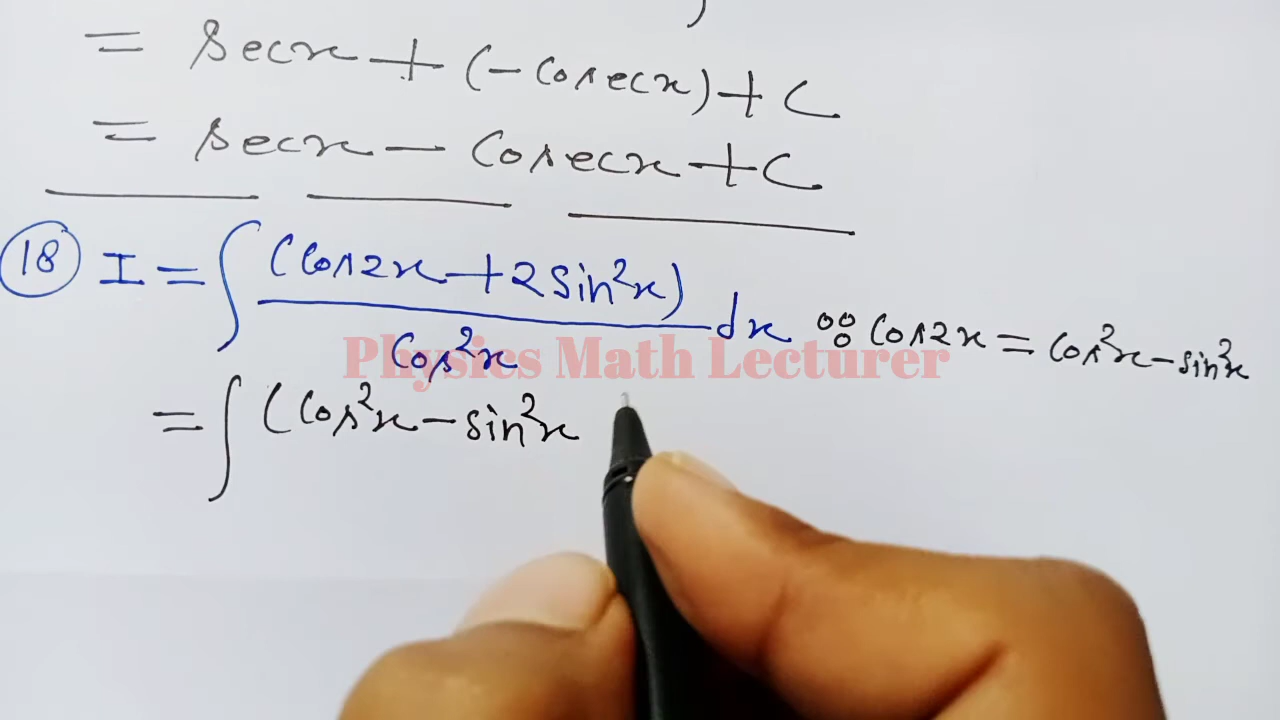 = secx + (-cosecx) + C
= secx - cosecx + C
18 I = ∫ (cos2x + 2sin²x) / cos²x dx ∵ cos2x = cos²x - sin²x
Physics Math Lecturer
= ∫ (cos²x - sin²x